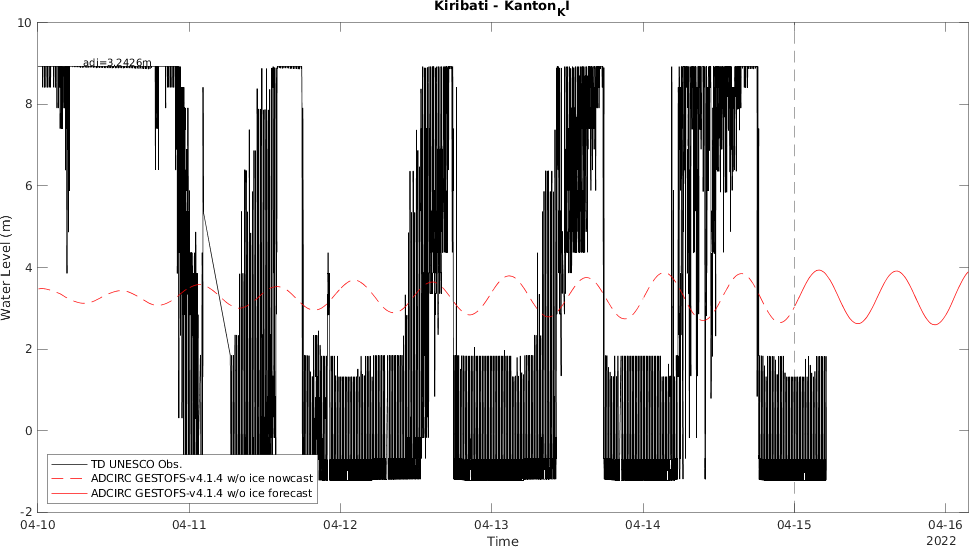 Kiribati - Kanton_KI
adj=3.2426m
10
8
6
4
2
0
-2
Water Level (m)
TD UNESCO Obs.
ADCIRC GESTOFS-v4.1.4 w/o ice nowcast
ADCIRC GESTOFS-v4.1.4 w/o ice forecast
04-10 04-11 04-12 04-13 04-14 04-15 04-16
Time
2022